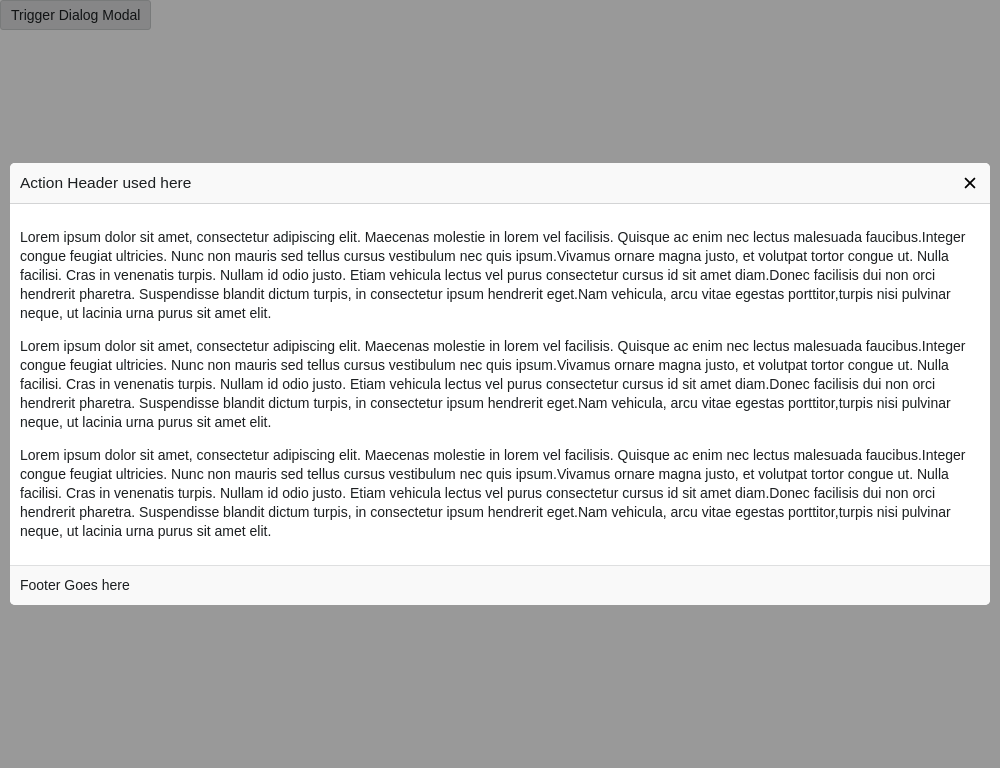 Trigger Dialog Modal
Action Header used here
Lorem ipsum dolor sit amet, consectetur adipiscing elit. Maecenas molestie in lorem vel facilisis. Quisque ac enim nec lectus malesuada faucibus.Integer
congue feugiat ultricies. Nunc non mauris sed tellus cursus vestibulum nec quis ipsum.Vivamus ornare magna justo, et volutpat tortor congue ut. Nulla
facilisi. Cras in venenatis turpis. Nullam id odio justo. Etiam vehicula lectus vel purus consectetur cursus id sit amet diam.Donec facilisis dui non orci
hendrerit pharetra. Suspendisse blandit dictum turpis, in consectetur ipsum hendrerit eget.Nam vehicula, arcu vitae egestas porttitor,turpis nisi pulvinar
neque, ut lacinia urna purus sit amet elit.
Lorem ipsum dolor sit amet, consectetur adipiscing elit. Maecenas molestie in lorem vel facilisis. Quisque ac enim nec lectus malesuada faucibus.Integer
congue feugiat ultricies. Nunc non mauris sed tellus cursus vestibulum nec quis ipsum.Vivamus ornare magna justo, et volutpat tortor congue ut. Nulla
facilisi. Cras in venenatis turpis. Nullam id odio justo. Etiam vehicula lectus vel purus consectetur cursus id sit amet diam.Donec facilisis dui non orci
hendrerit pharetra. Suspendisse blandit dictum turpis, in consectetur ipsum hendrerit eget.Nam vehicula, arcu vitae egestas porttitor,turpis nisi pulvinar
neque, ut lacinia urna purus sit amet elit.
Lorem ipsum dolor sit amet, consectetur adipiscing elit. Maecenas molestie in lorem vel facilisis. Quisque ac enim nec lectus malesuada faucibus.Integer
congue feugiat ultricies. Nunc non mauris sed tellus cursus vestibulum nec quis ipsum.Vivamus ornare magna justo, et volutpat tortor congue ut. Nulla
facilisi. Cras in venenatis turpis. Nullam id odio justo. Etiam vehicula lectus vel purus consectetur cursus id sit amet diam.Donec facilisis dui non orci
hendrerit pharetra. Suspendisse blandit dictum turpis, in consectetur ipsum hendrerit eget.Nam vehicula, arcu vitae egestas porttitor,turpis nisi pulvinar
neque, ut lacinia urna purus sit amet elit.
Footer Goes here